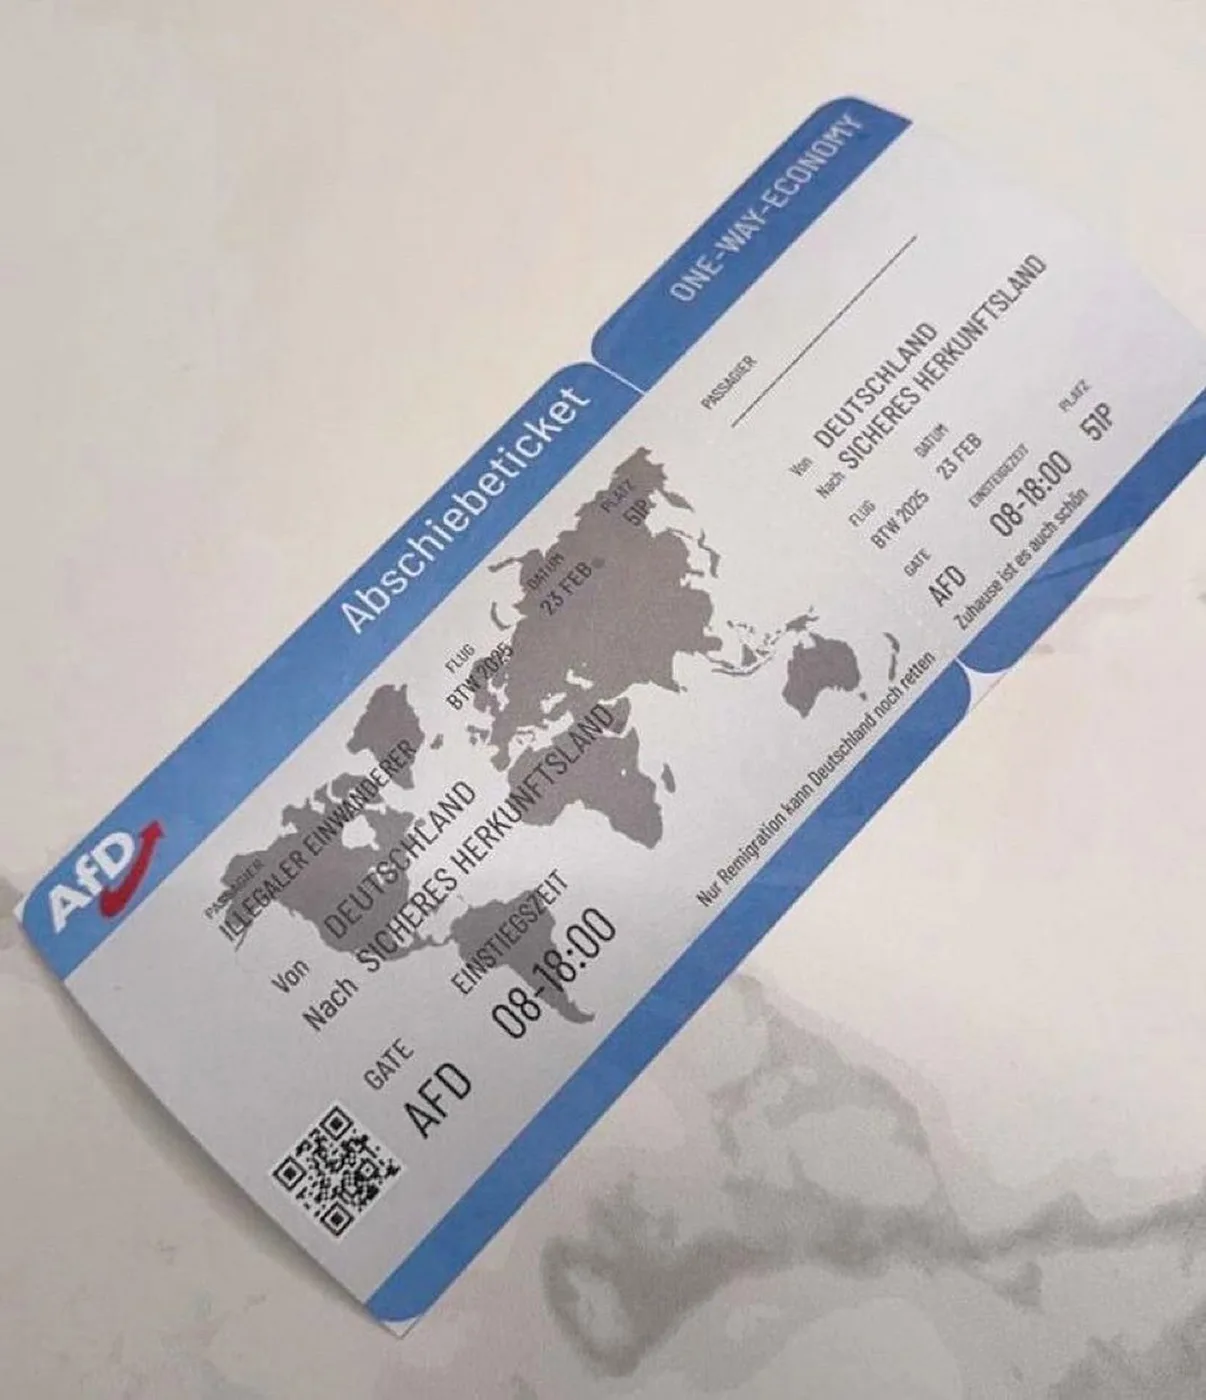 AfD
Abschiebeticket
PASSAGIER
ILLEGALER EINWANDERER
Von DEUTSCHLAND
Nach SICHERES HERKUNFTSLAND
FLUG
BTW 2025
DATUM
23 FEB
PLATZ
51P
GATE
AFD
EINSTIEGSZEIT
08-18:00
Nur Remigration kann Deutschland noch retten
ONE-WAY-ECONOMY
PASSAGIER
Von DEUTSCHLAND
Nach SICHERES HERKUNFTSLAND
FLUG
BTW 2025
DATUM
23 FEB
GATE
AFD
EINSTEIGEZEIT
08-18:00
PLATZ
51P
Zuhause ist es auch schön